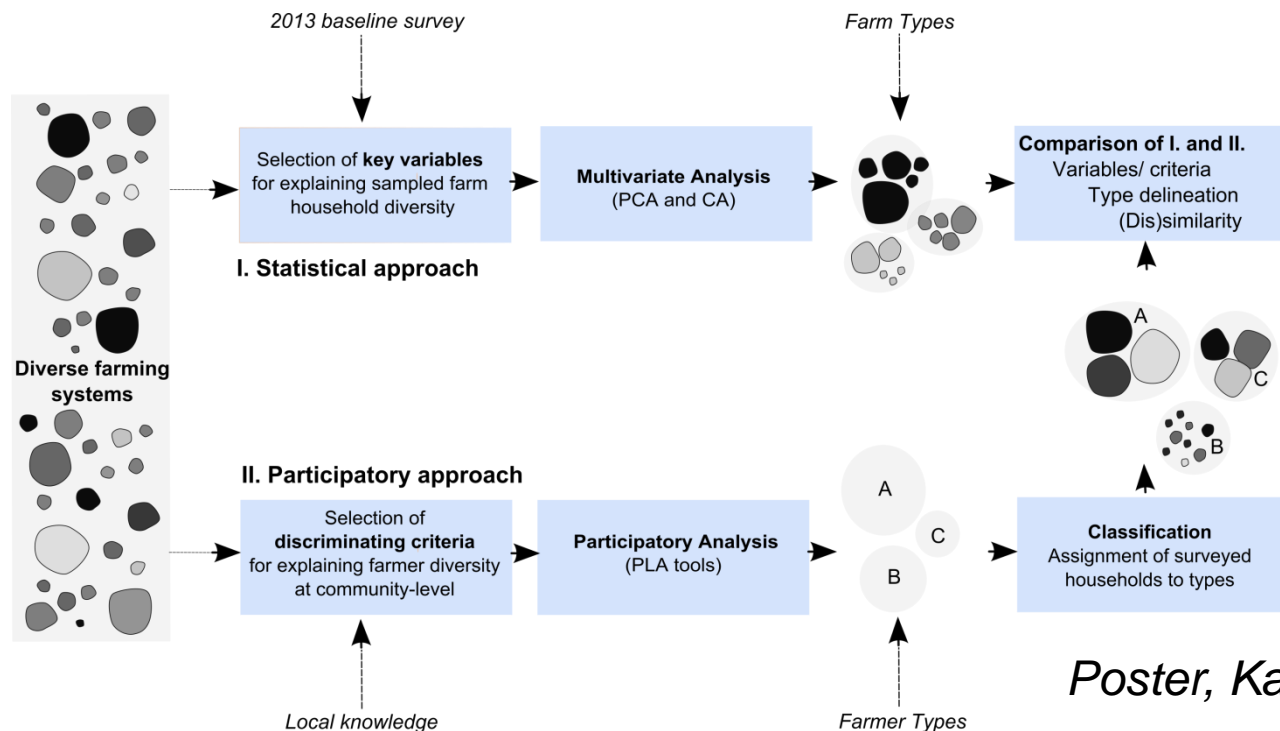 2013 baseline survey
Farm Types
Selection of key variables
for explaining sampled farm
household diversity
Multivariate Analysis
(PCA and CA)
Comparison of I. and II.
Variables/ criteria
Type delineation
(Dis)similarity
I. Statistical approach
Diverse farming
systems
A
C
B
II. Participatory approach
Selection of
discriminating criteria
for explaining farmer diversity
at community-level
Participatory Analysis
(PLA tools)
A
C
B
Classification
Assignment of surveyed
households to types
Local knowledge
Farmer Types
Poster, Ka